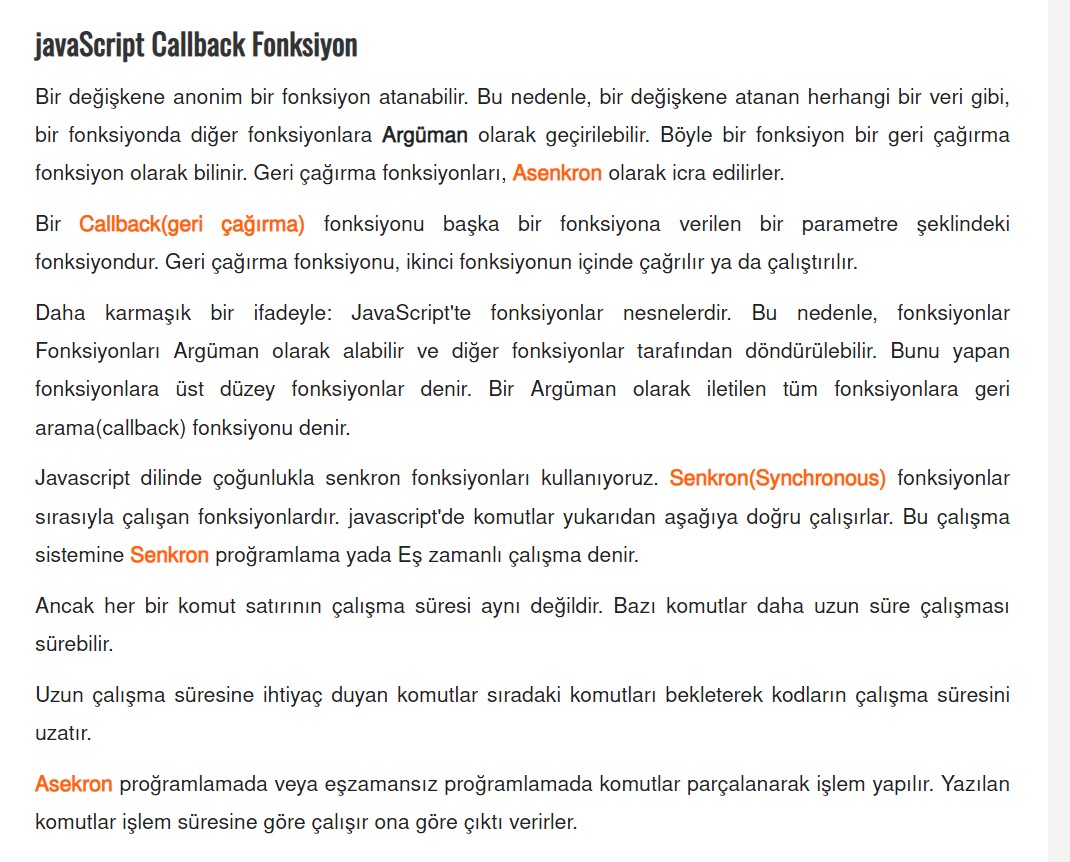 javaScript Callback Fonksiyon
Bir değişkene anonim bir fonksiyon atanabilir. Bu nedenle, bir değişkene atanan herhangi bir veri gibi,
bir fonksiyonda diğer fonksiyonlara Argüman olarak geçirilebilir. Böyle bir fonksiyon bir geri çağırma
fonksiyon olarak bilinir. Geri çağırma fonksiyonları, Asenkron olarak icra edilirler.
Bir Callback(geri çağırma) fonksiyonu başka bir fonksiyona verilen bir parametre şeklindeki
fonksiyondur. Geri çağırma fonksiyonu, ikinci fonksiyonun içinde çağrılır ya da çalıştırılır.
Daha karmaşık bir ifadeyle: JavaScript'te fonksiyonlar nesnelerdir. Bu nedenle, fonksiyonlar
Fonksiyonları Argüman olarak alabilir ve diğer fonksiyonlar tarafından döndürülebilir. Bunu yapan
fonksiyonlara üst düzey fonksiyonlar denir. Bir Argüman olarak iletilen tüm fonksiyonlara geri
arama(callback) fonksiyonu denir.
Javascript dilinde çoğunlukla senkron fonksiyonları kullanıyoruz. Senkron(Synchronous) fonksiyonlar
sırasıyla çalışan fonksiyonlardır. javascript'de komutlar yukarıdan aşağıya doğru çalışırlar. Bu çalışma
sistemine Senkron proğramlama yada Eş zamanlı çalışma denir.
Ancak her bir komut satırının çalışma süresi aynı değildir. Bazı komutlar daha uzun süre çalışması
sürebilir.
Uzun çalışma süresine ihtiyaç duyan komutlar sıradaki komutları bekleterek kodların çalışma süresini
uzatır.
Asekron proğramlamada veya eşzamansız proğramlamada komutlar parçalanarak işlem yapılır. Yazılan
komutlar işlem süresine göre çalışır ona göre çıktı verirler.